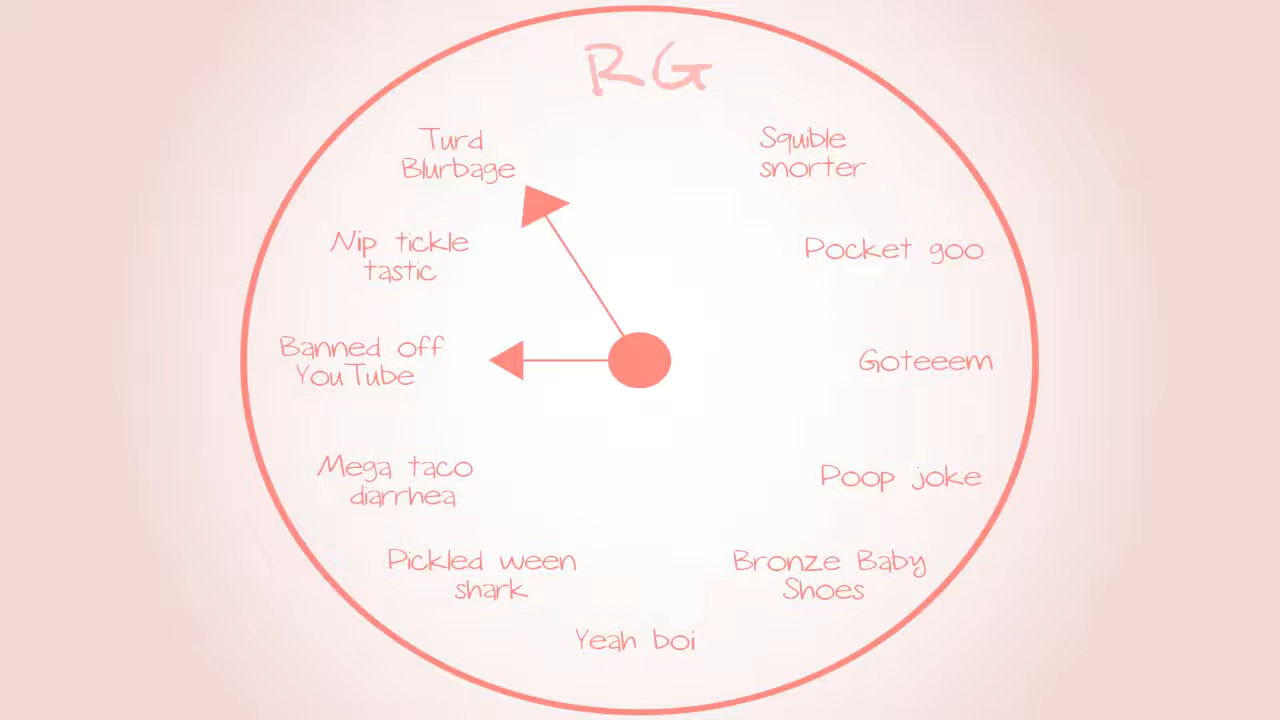 RG
Turd
Blurbage
Squible
snorter
Nip tickle
tastic
Pocket goo
Banned off
YouTube
Goteeem
Mega taco
diarrhea
Poop joke
Pickled ween
shark
Bronze Baby
Shoes
Yeah boi